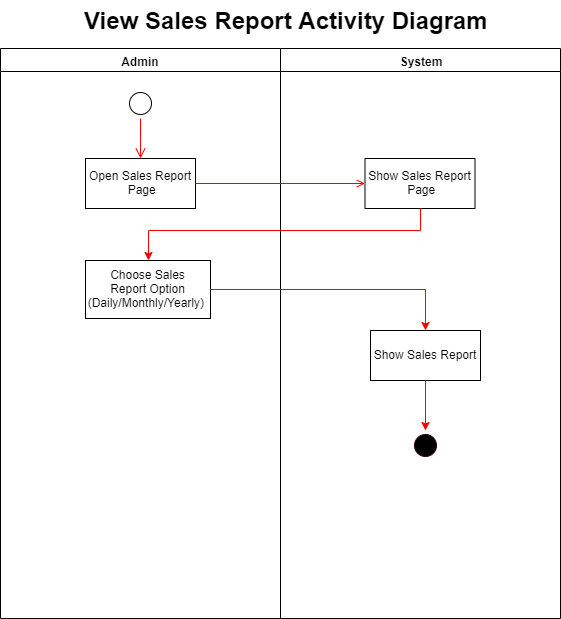 View Sales Report Activity Diagram
Admin
System
Open Sales Report
Page
Show Sales Report
Page
Choose Sales
Report Option
(Daily/Monthly/Yearly)
Show Sales Report